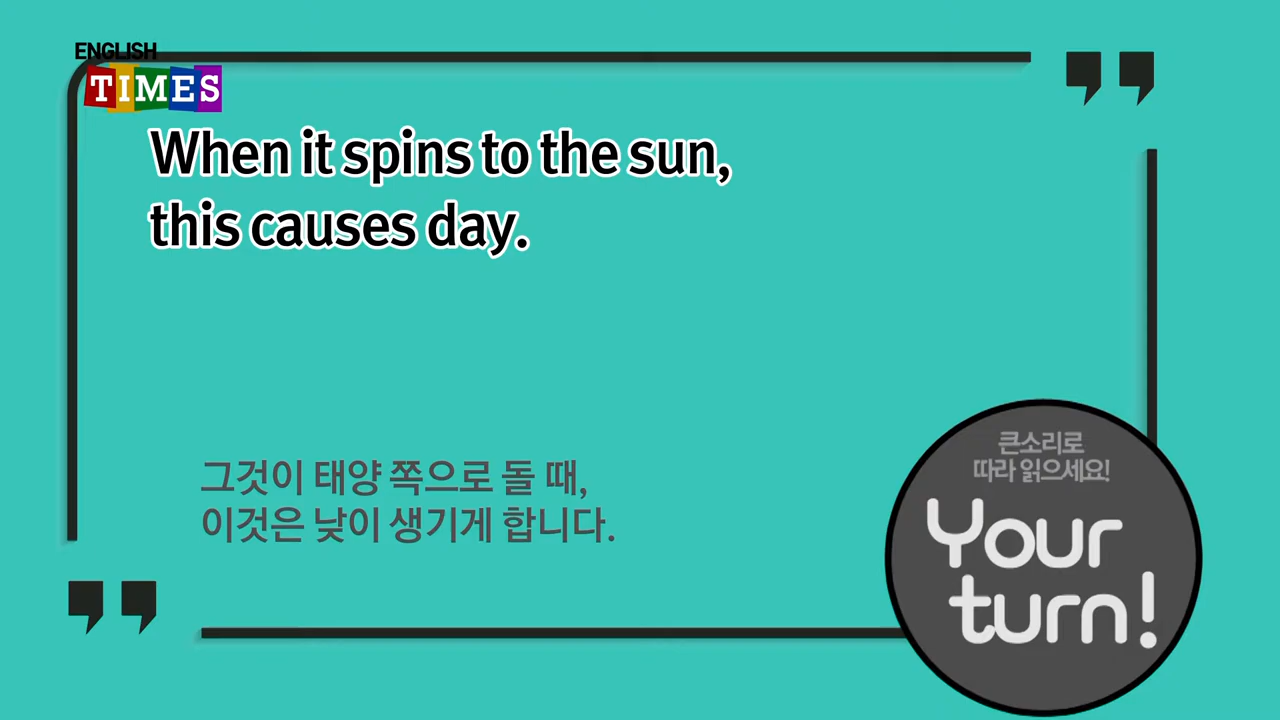 ENGLISH
TIMES
When it spins to the sun,
this causes day.
그것이 태양 쪽으로 돌 때,
이것은 낮이 생기게 합니다.
큰소리로
따라 읽으세요!
Your
turn!